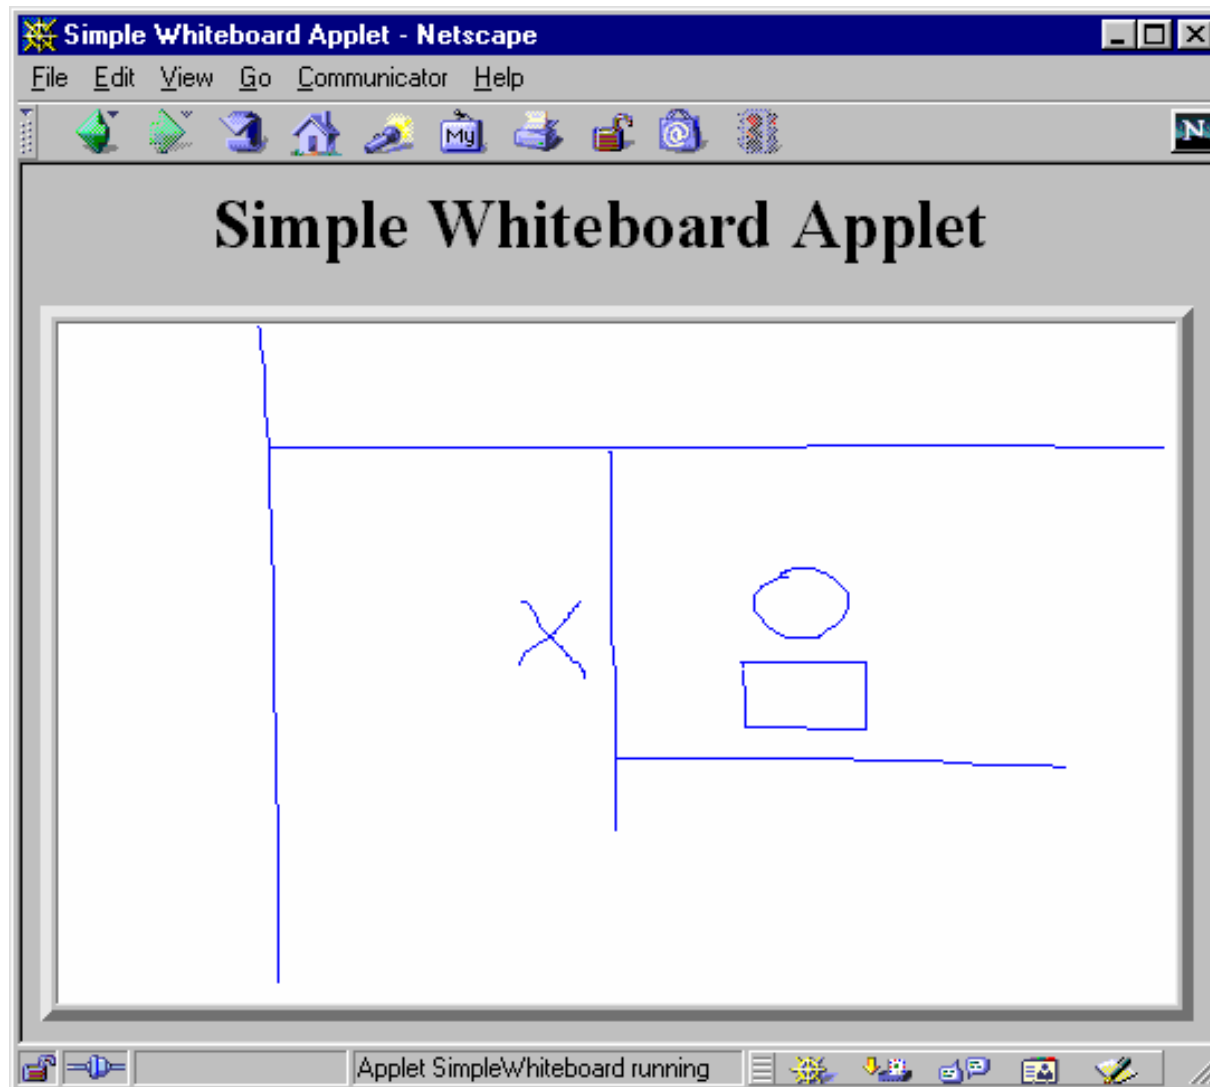 Simple Whiteboard Applet - Netscape
File Edit View Go Communicator Help
My @ N
Simple Whiteboard Applet
Applet SimpleWhiteboard running